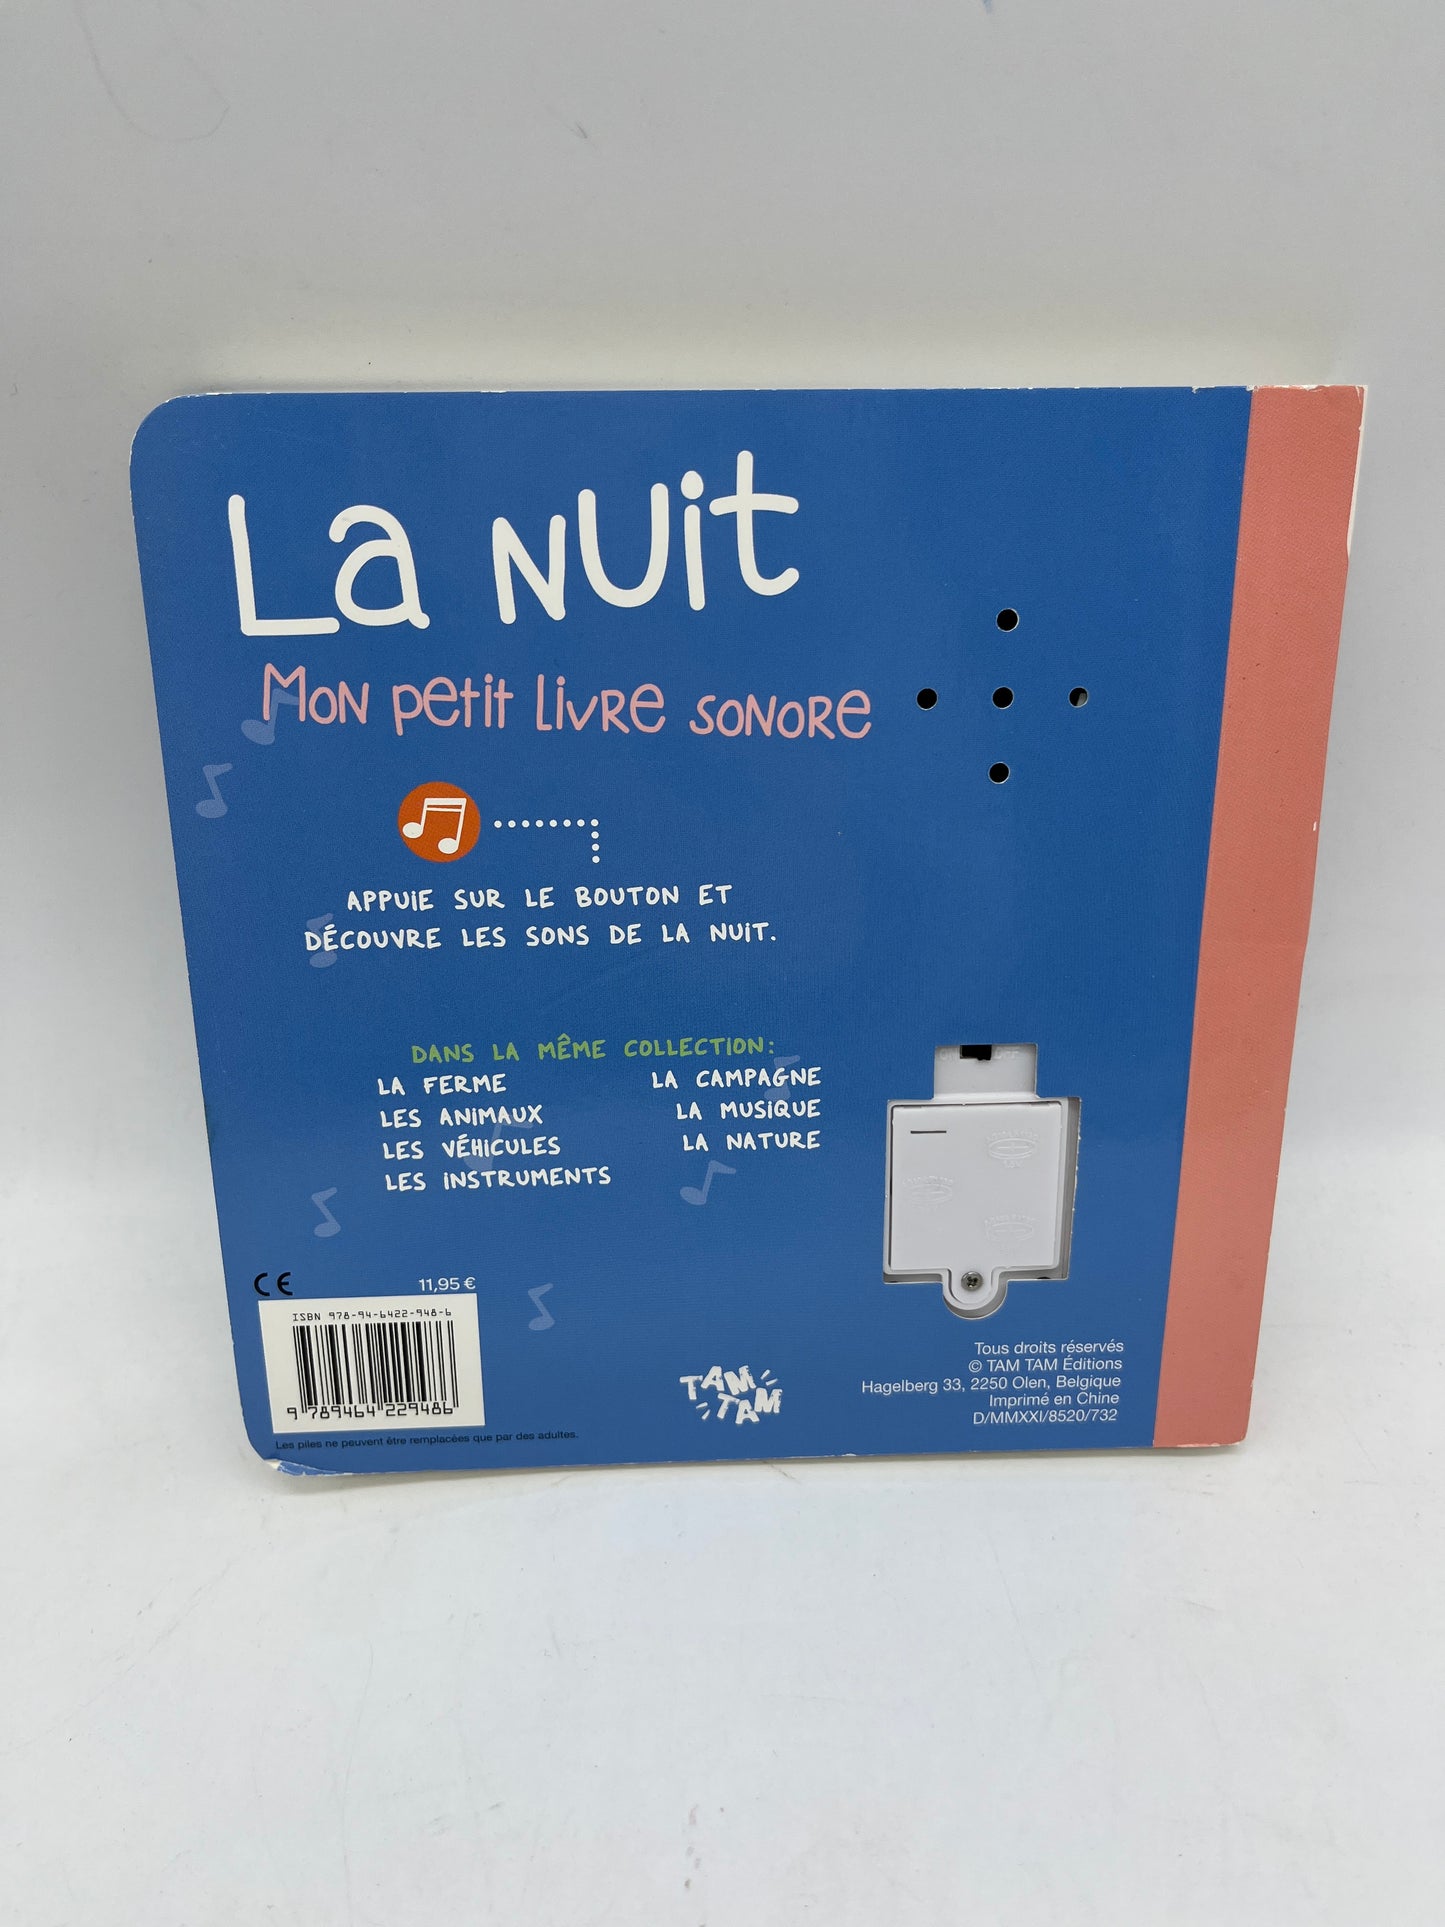 La nuit
Mon petit livre sonore
APPUIE SUR LE BOUTON ET
DÉCOUVRE LES SONS DE LA NUIT.
DANS LA MÊME COLLECTION:
LA FERME
LES ANIMAUX
LES VÉHICULES
LES INSTRUMENTS
LA CAMPAGNE
LA MUSIQUE
LA NATURE
CE
11,95 €
ISBN 978-94-6422-948-6
9 789464 229486
Les piles ne peuvent être remplacées que par des adultes.
TAM
TAM
Tous droits réservés
© TAM TAM Éditions
Hagelberg 33, 2250 Olen, Belgique
Imprimé en Chine
D/MMXXI/8520/732